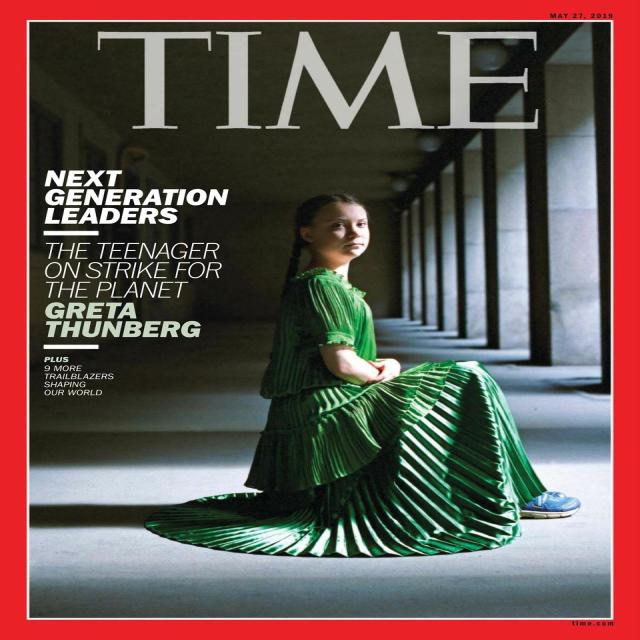 MAY 27, 2019
TIME
NEXT
GENERATION
LEADERS
THE TEENAGER
ON STRIKE FOR
THE PLANET
GRETA
THUNBERG
PLUS
9 MORE
TRAILBLAZERS
SHAPING
OUR WORLD
time.com